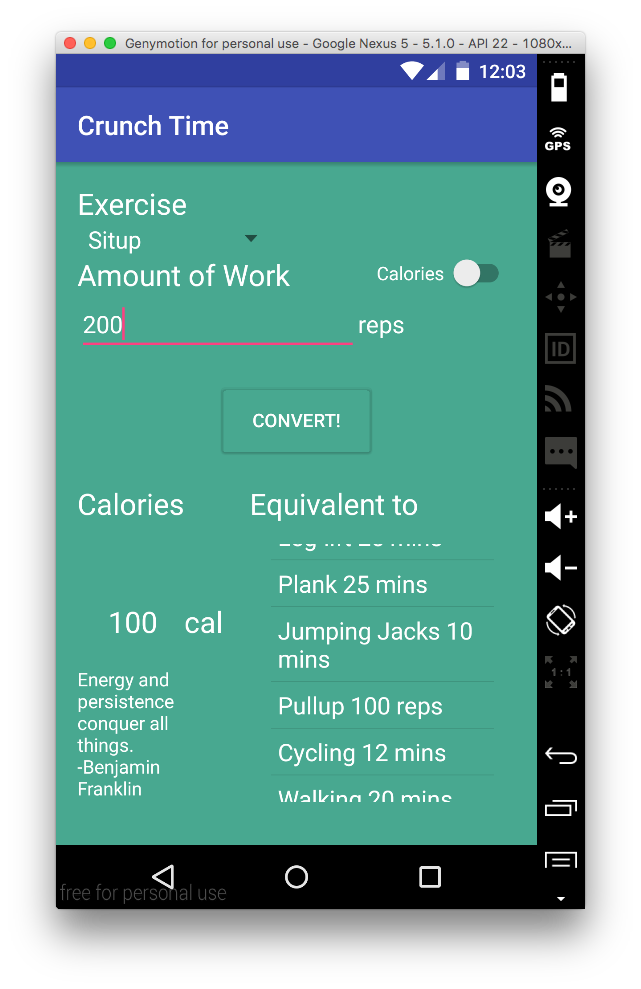 Genymotion for personal use - Google Nexus 5 - 5.1.0 - API 22 - 1080x...
12:03
Crunch Time
GPS
Exercise
Situp
Amount of Work
Calories
200
reps
ID
CONVERT!
Calories
Equivalent to
Plank 25 mins
Jumping Jacks 10
mins
100 cal
1:1
Energy and
persistence
conquer all
things.
-Benjamin
Franklin
Pullup 100 reps
Cycling 12 mins
Walking 20 mins
free for personal use